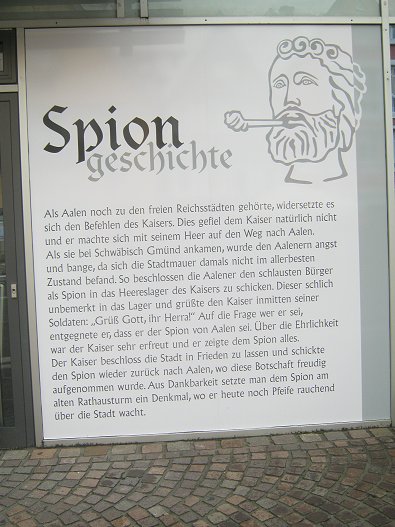 Spion
geschichte
Als Aalen noch zu den freien Reichsstädten gehörte, widersetzte es
sich den Befehlen des Kaisers. Dies gefiel dem Kaiser natürlich nicht
und er machte sich mit seinem Heer auf den Weg nach Aalen.
Als sie bei Schwäbisch Gmünd ankamen, wurde den Aalenern angst
und bange, da sich die Stadtmauer damals nicht im allerbesten
Zustand befand. So beschlossen die Aalener den schlausten Bürger
als Spion in das Heereslager des Kaisers zu schicken. Dieser schlich
unbemerkt in das Lager und grüßte den Kaiser inmitten seiner
Soldaten: „Grüß Gott, ihr Herra!" Auf die Frage wer er sei,
entgegnete er, dass er der Spion von Aalen sei. Über die Ehrlichkeit
war der Kaiser sehr erfreut und er zeigte dem Spion alles.
Der Kaiser beschloss die Stadt in Frieden zu lassen und schickte
den Spion wieder zurück nach Aalen, wo diese Botschaft freudig
aufgenommen wurde. Aus Dankbarkeit setzte man dem Spion am
alten Rathausturm ein Denkmal, wo er heute noch Pfeife rauchend
über die Stadt wacht.